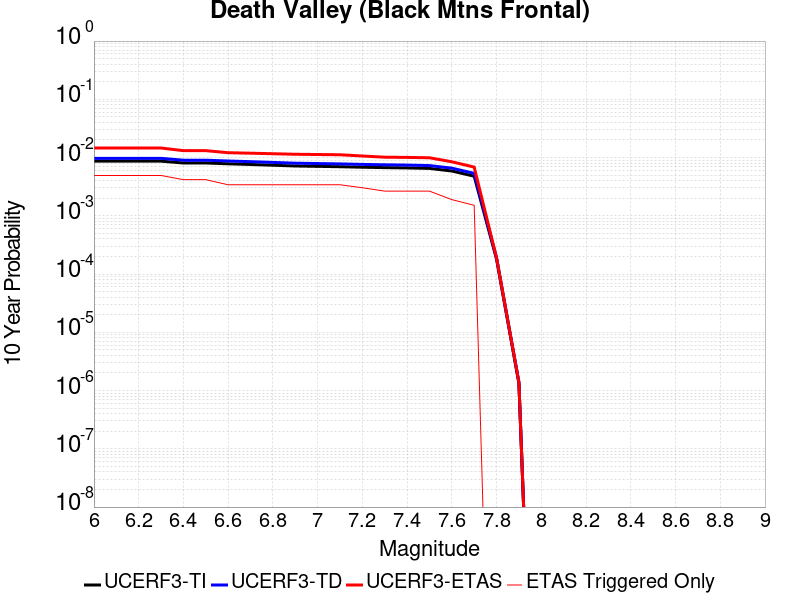 Death Valley (Black Mtns Frontal)
10 0
10 -1
10 -2
10 -3
10 -4
10 -5
10 -6
10 -7
10 -8
10 Year Probability
6 6.2 6.4 6.6 6.8 7 7.2 7.4 7.6 7.8 8 8.2 8.4 8.6 8.8 9
Magnitude
UCERF3-TI UCERF3-TD UCERF3-ETAS ETAS Triggered Only